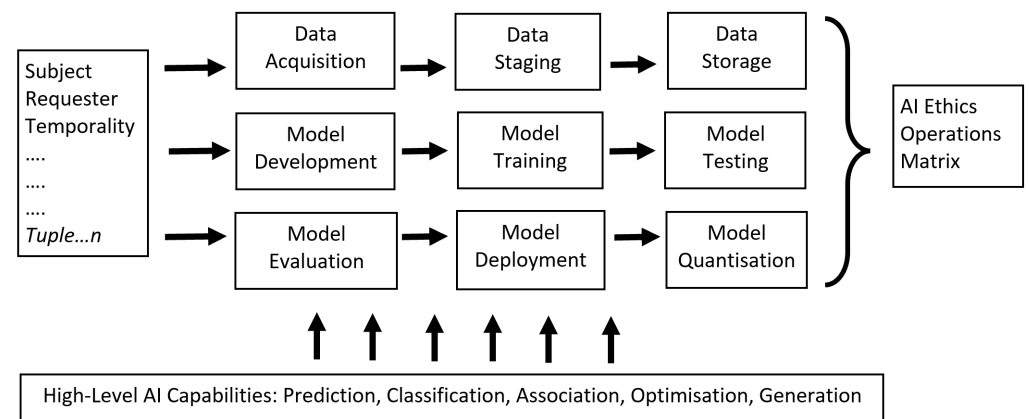 Subject
Requester
Temporality
....
....
....
Tuple...n
Data
Acquisition
Data
Staging
Data
Storage
Model
Development
Model
Training
Model
Testing
Model
Evaluation
Model
Deployment
Model
Quantisation
AI Ethics
Operations
Matrix
High-Level AI Capabilities: Prediction, Classification, Association, Optimisation, Generation